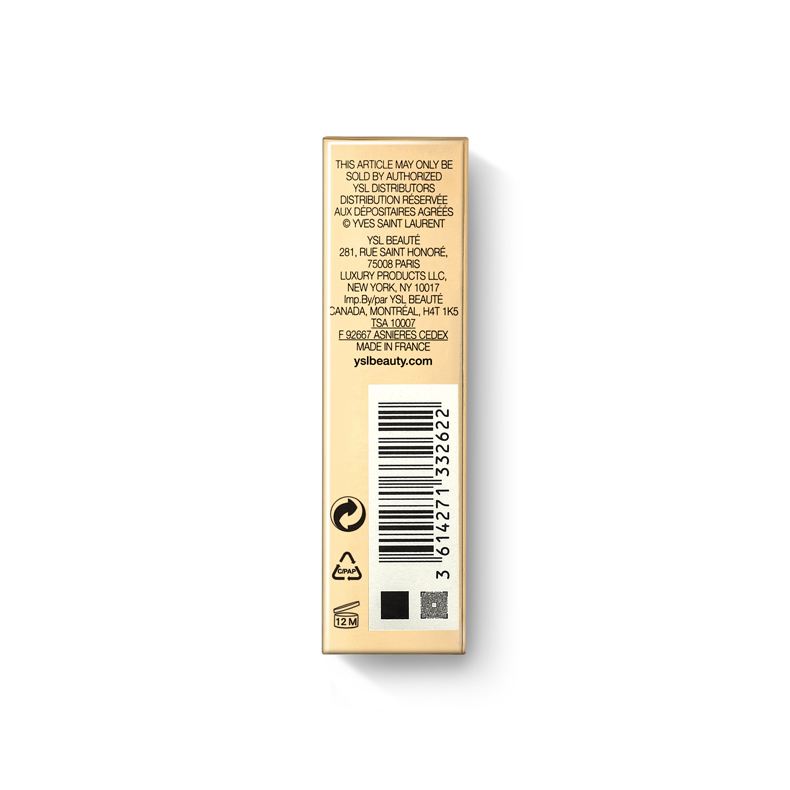 THIS ARTICLE MAY ONLY BE
SOLD BY AUTHORIZED
YSL DISTRIBUTORS
DISTRIBUTION RÉSERVÉE
AUX DÉPOSITAIRES AGRÉÉS
© YVES SAINT LAURENT
YSL BEAUTÉ
281, RUE SAINT HONORÉ,
75008 PARIS
LUXURY PRODUCTS LLC,
NEW YORK, NY 10017
Imp.By/par YSL BEAUTÉ
CANADA, MONTRÉAL, H4T 1K5
TSA 10007
F 92667 ASNIERES CEDEX
MADE IN FRANCE
yslbeauty.com
3 614271 332622
C/PAP
12 M